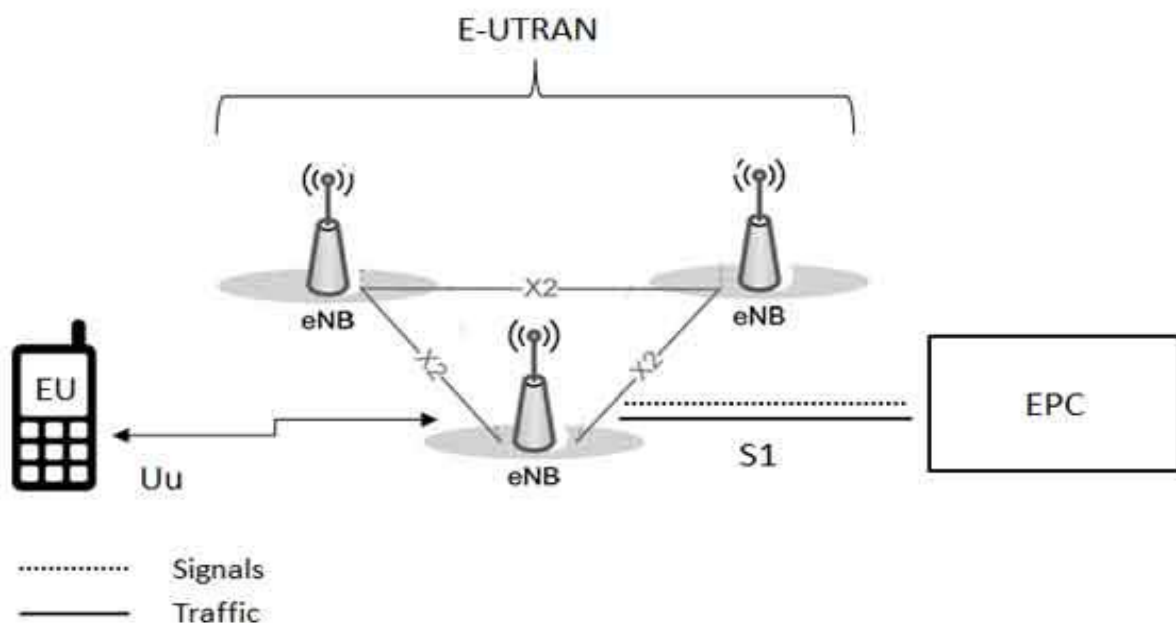 E-UTRAN
X2
eNB
eNB
X2
X2
EU
EPC
S1
Uu
eNB
Signals
Traffic